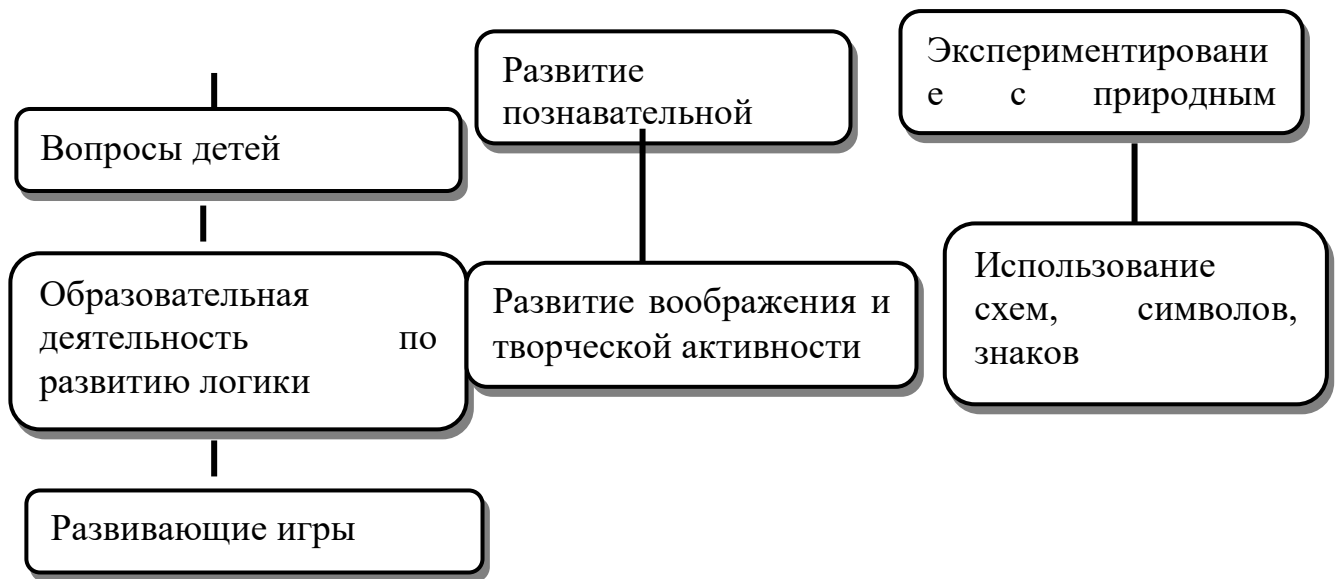 Вопросы детей
Образовательная
деятельность по
развитию логики
Развивающие игры
Развитие
познавательной
Развитие воображения и
творческой активности
Экспериментировани
е с природным
Использование
схем, символов,
знаков